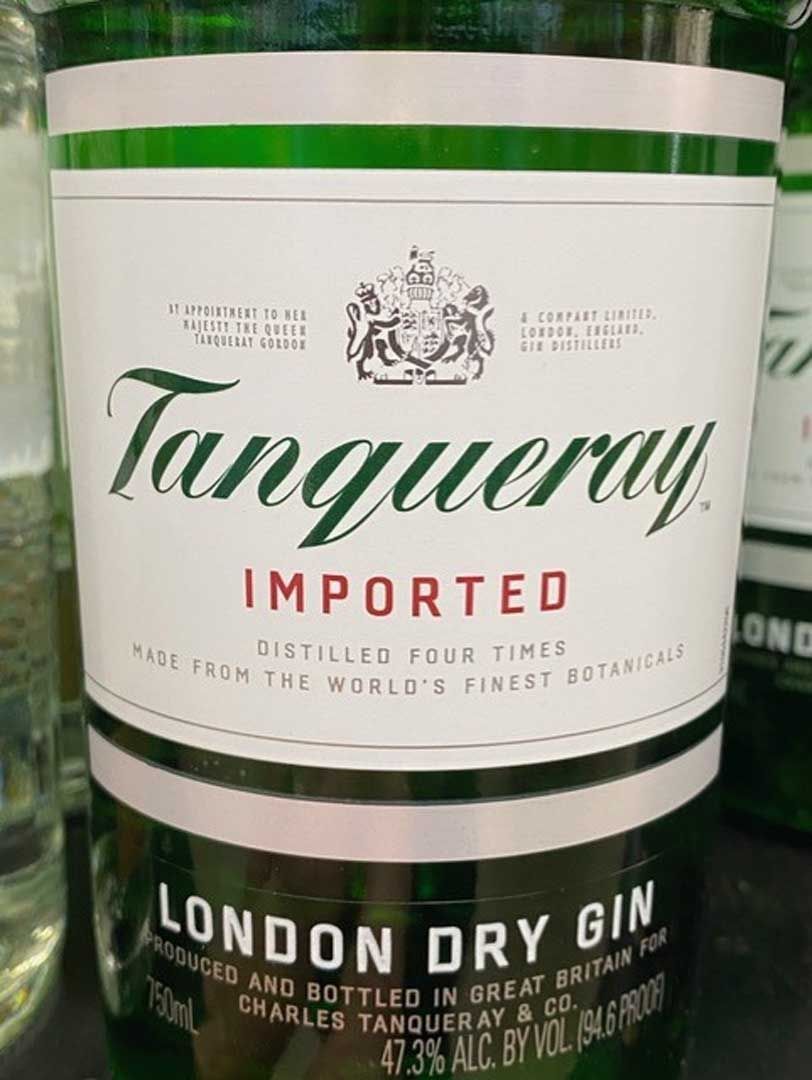 BY APPOINTMENT TO HER
MAJESTY THE QUEEN
TANQUERAY GORDON
& COMPANY LIMITED,
LONDON, ENGLAND,
GIN DISTILLERS
Tanqueray™
IMPORTED
DISTILLED FOUR TIMES
MADE FROM THE WORLD'S FINEST BOTANICALS
LONDON DRY GIN
PRODUCED AND BOTTLED IN GREAT BRITAIN FOR
CHARLES TANQUERAY & CO.
750mL
47.3% ALC. BY VOL. (94.6 PROOF)
LOND